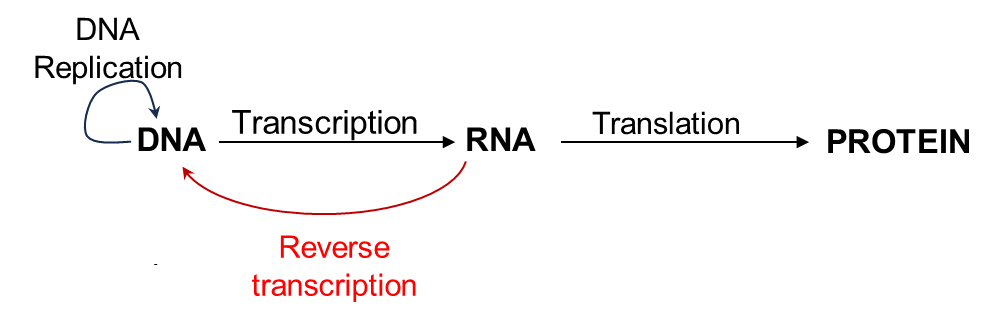 DNA
Replication
DNA
Transcription
RNA
Translation
PROTEIN
Reverse
transcription